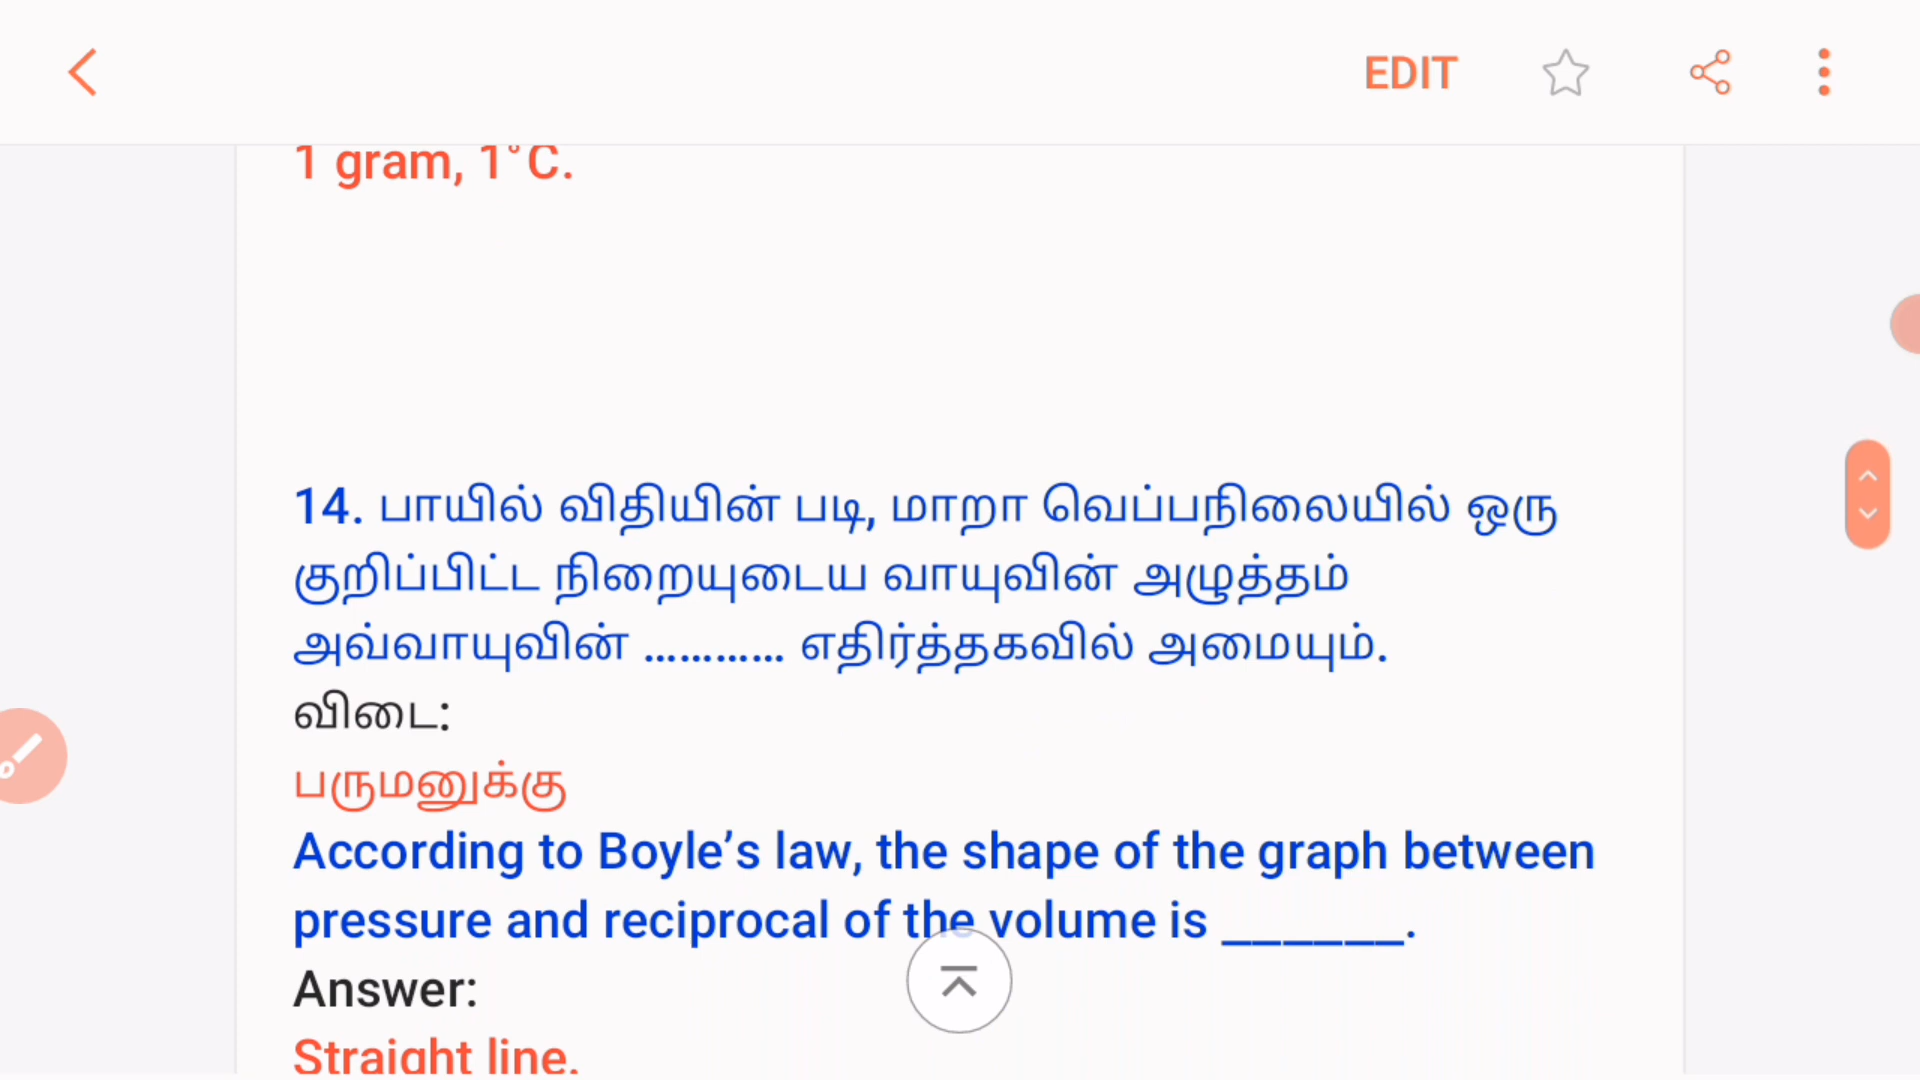 EDIT
1 gram, 1°C.
14. பாயில் விதியின் படி, மாறா வெப்பநிலையில் ஒரு
குறிப்பிட்ட நிறையுடைய வாயுவின் அழுத்தம்
அவ்வாயுவின் ………… எதிர்த்தகவில் அமையும்.
விடை:
பருமனுக்கு
According to Boyle’s law, the shape of the graph between
pressure and reciprocal of the volume is ______.
Answer:
Straight line.